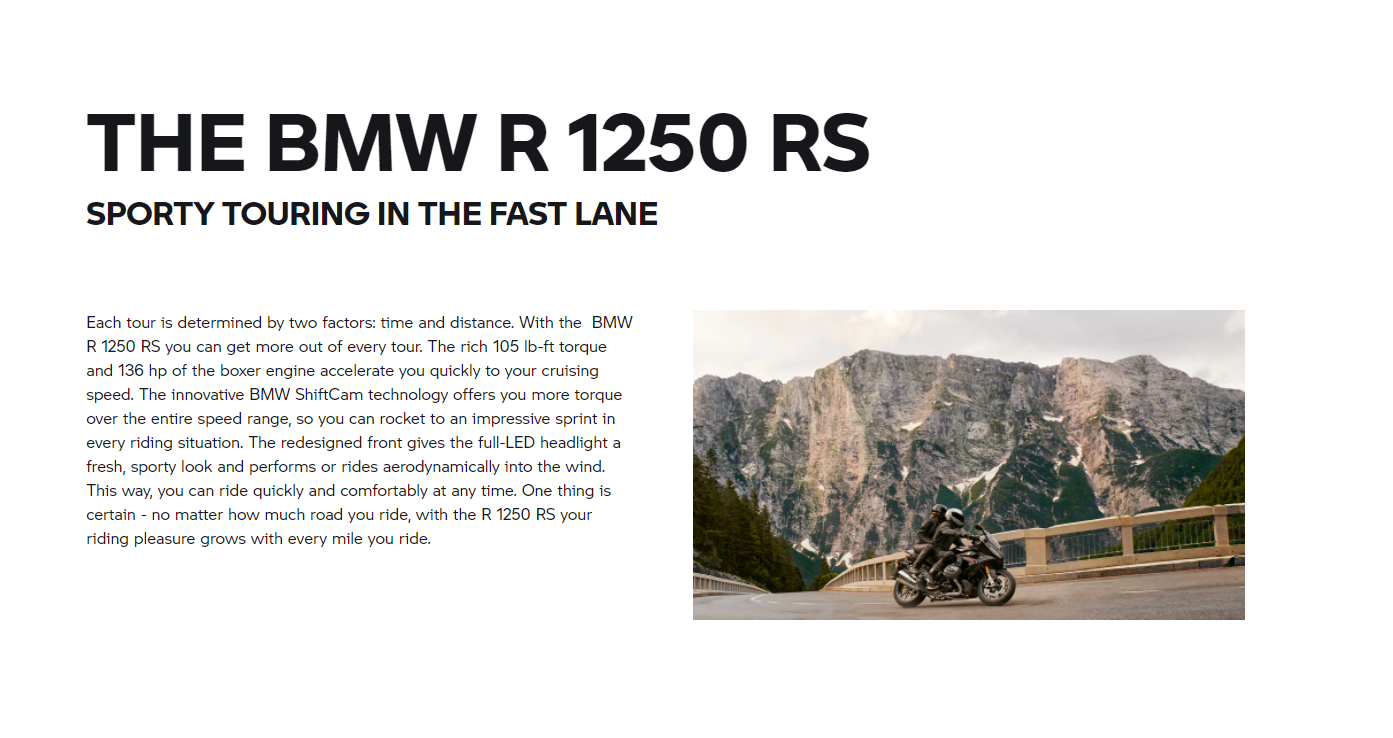 THE BMW R 1250 RS
SPORTY TOURING IN THE FAST LANE
Each tour is determined by two factors: time and distance. With the  BMW
R 1250 RS you can get more out of every tour. The rich 105 lb-ft torque
and 136 hp of the boxer engine accelerate you quickly to your cruising
speed. The innovative BMW ShiftCam technology offers you more torque
over the entire speed range, so you can rocket to an impressive sprint in
every riding situation. The redesigned front gives the full-LED headlight a
fresh, sporty look and performs or rides aerodynamically into the wind.
This way, you can ride quickly and comfortably at any time. One thing is
certain - no matter how much road you ride, with the R 1250 RS your
riding pleasure grows with every mile you ride.